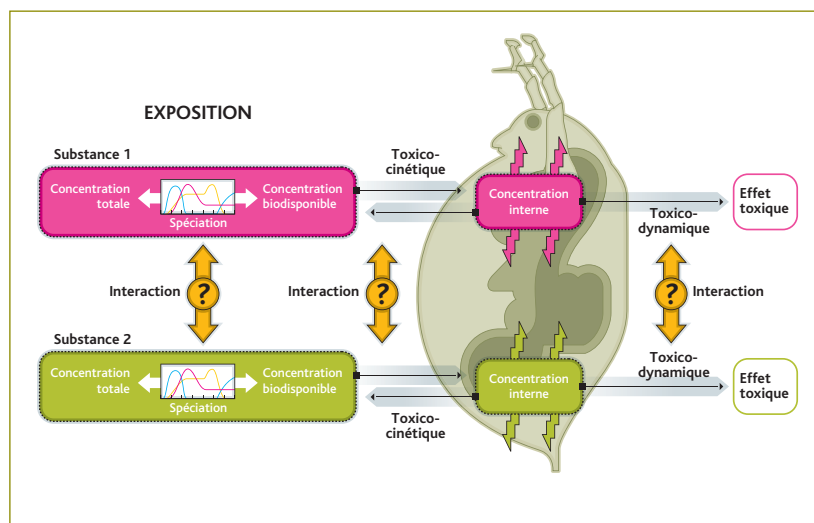 EXPOSITION
Substance 1
Concentration
totale
Spéciation
Concentration
biodisponible
Toxico-
cinétique
Concentration
interne
Toxico-
dynamique
Effet
toxique
Interaction
?
Interaction
?
?
Interaction
Substance 2
Concentration
totale
Spéciation
Concentration
biodisponible
Toxico-
cinétique
Concentration
interne
Toxico-
dynamique
Effet
toxique